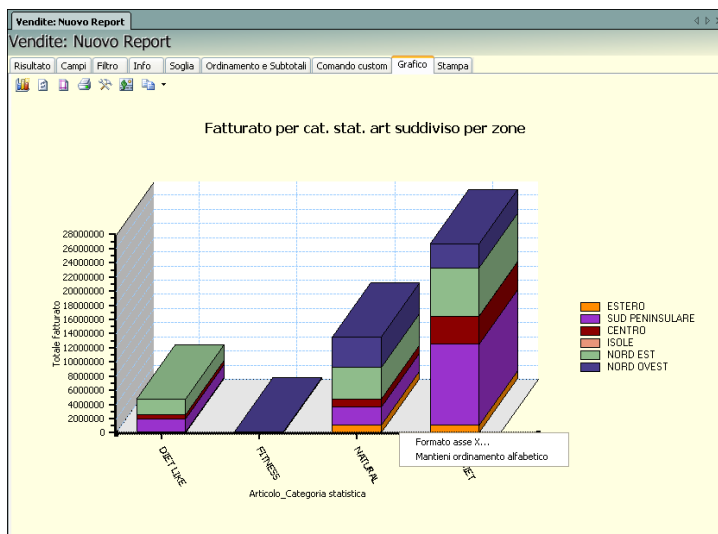 Vendite: Nuovo Report
Vendite: Nuovo Report
Risultato Campi Filtro Info Soglia Ordinamento e Subtotali Comando custom Grafico Stampa
Fatturato per cat. stat. art suddiviso per zone
Totale fatturato
28000000
26000000
24000000
22000000
20000000
18000000
16000000
14000000
12000000
10000000
8000000
6000000
4000000
2000000
0
DIET LIKE
FITNESS
NATURAL
Articolo_Categoria statistica
ESTERO
SUD PENINSULARE
CENTRO
ISOLE
NORD EST
NORD OVEST
Formato asse X...
Mantieni ordinamento alfabetico